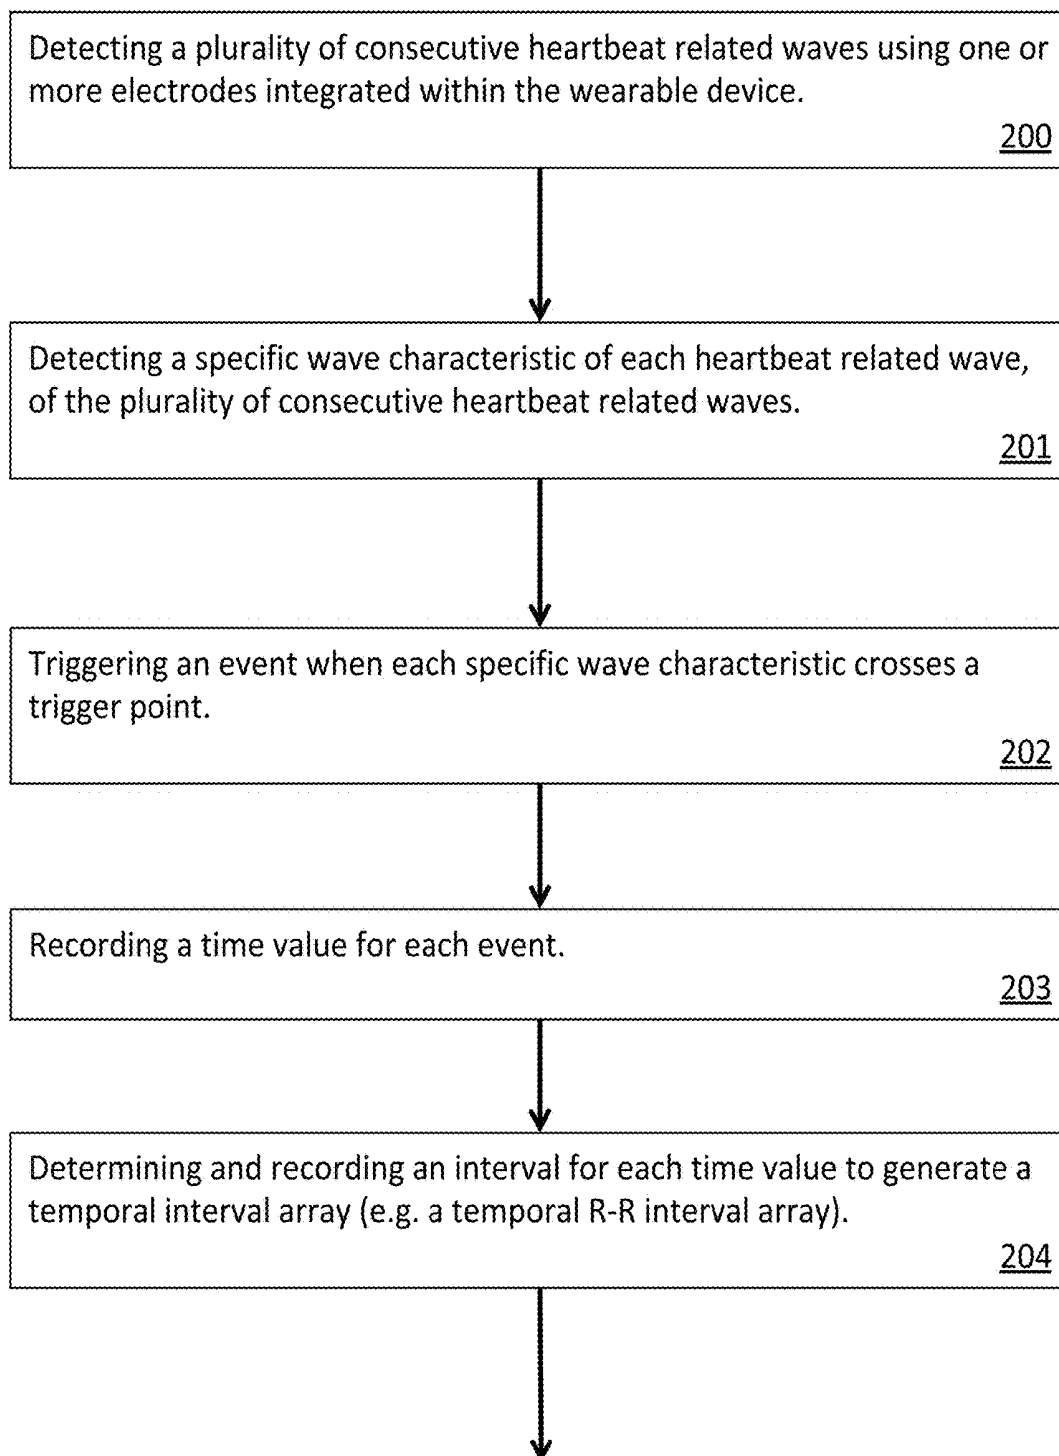 Detecting a plurality of consecutive heartbeat related waves using one or
more electrodes integrated within the wearable device.
200
Detecting a specific wave characteristic of each heartbeat related wave,
of the plurality of consecutive heartbeat related waves.
201
Triggering an event when each specific wave characteristic crosses a
trigger point.
202
Recording a time value for each event.
203
Determining and recording an interval for each time value to generate a
temporal interval array (e.g. a temporal R-R interval array).
204